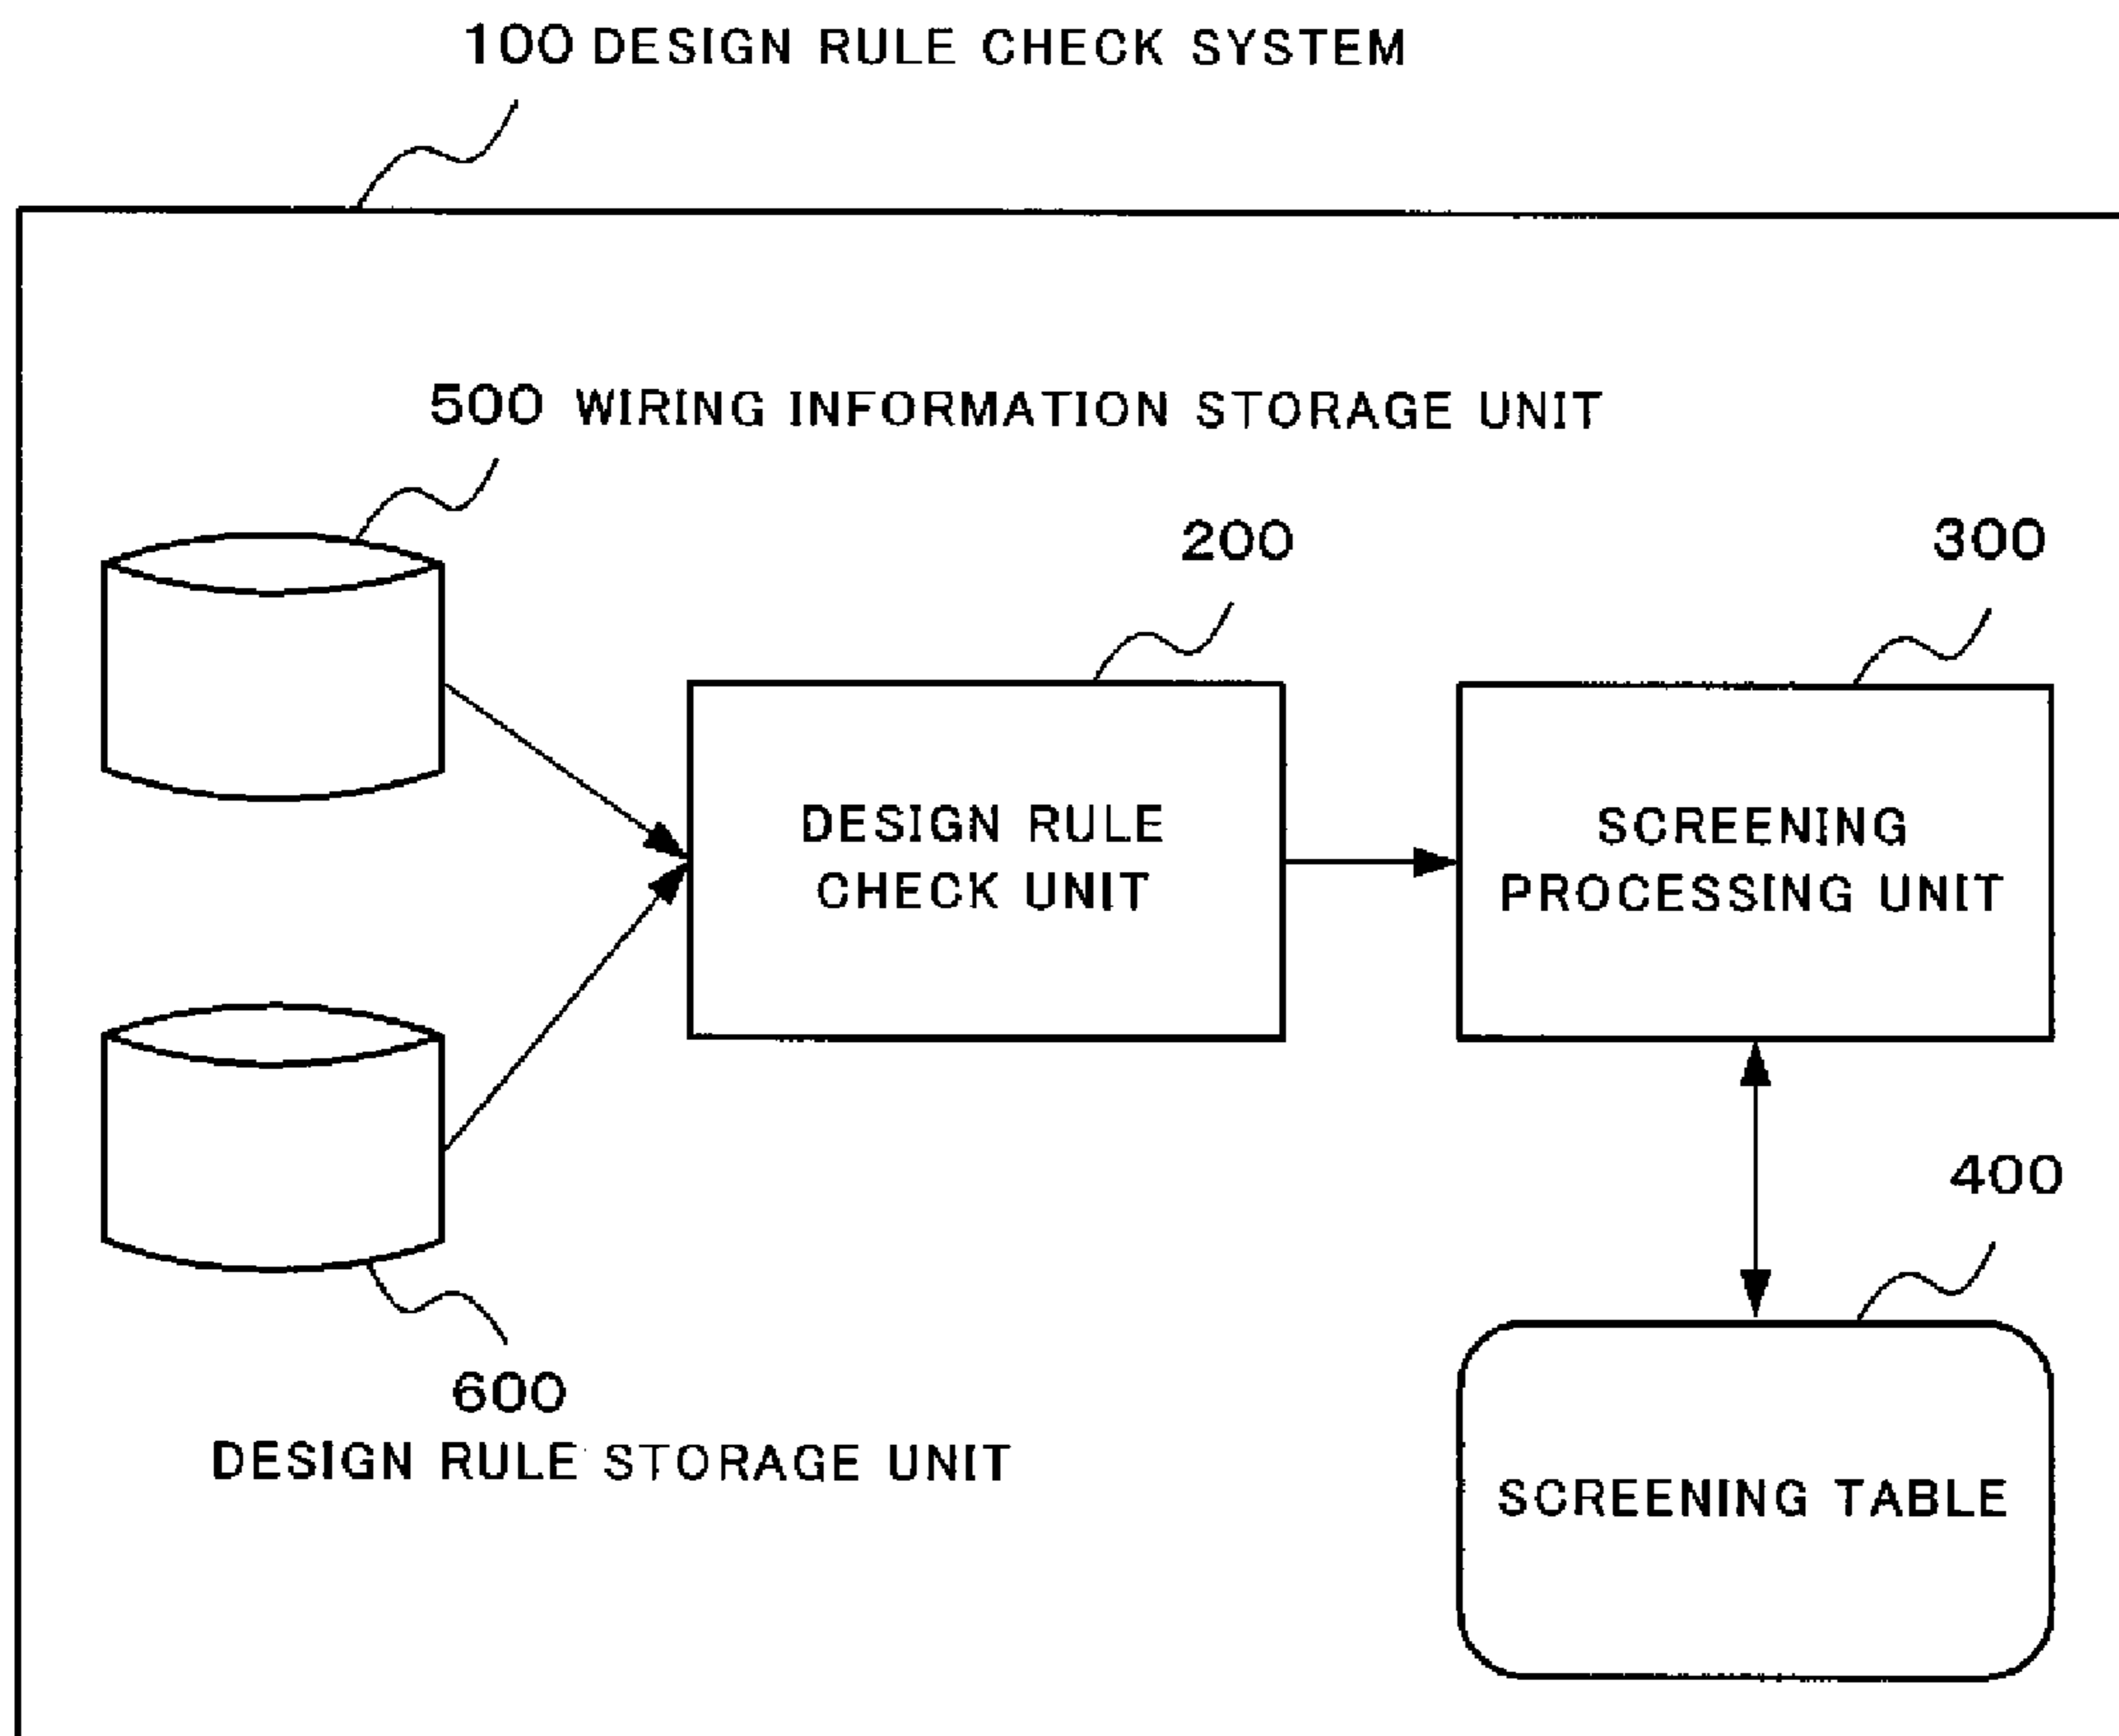 100 DESIGN RULE CHECK SYSTEM
500 WIRING INFORMATION STORAGE UNIT
200
300
DESIGN RULE
CHECK UNIT
SCREENING
PROCESSING UNIT
400
600
DESIGN RULE STORAGE UNIT
SCREENING TABLE